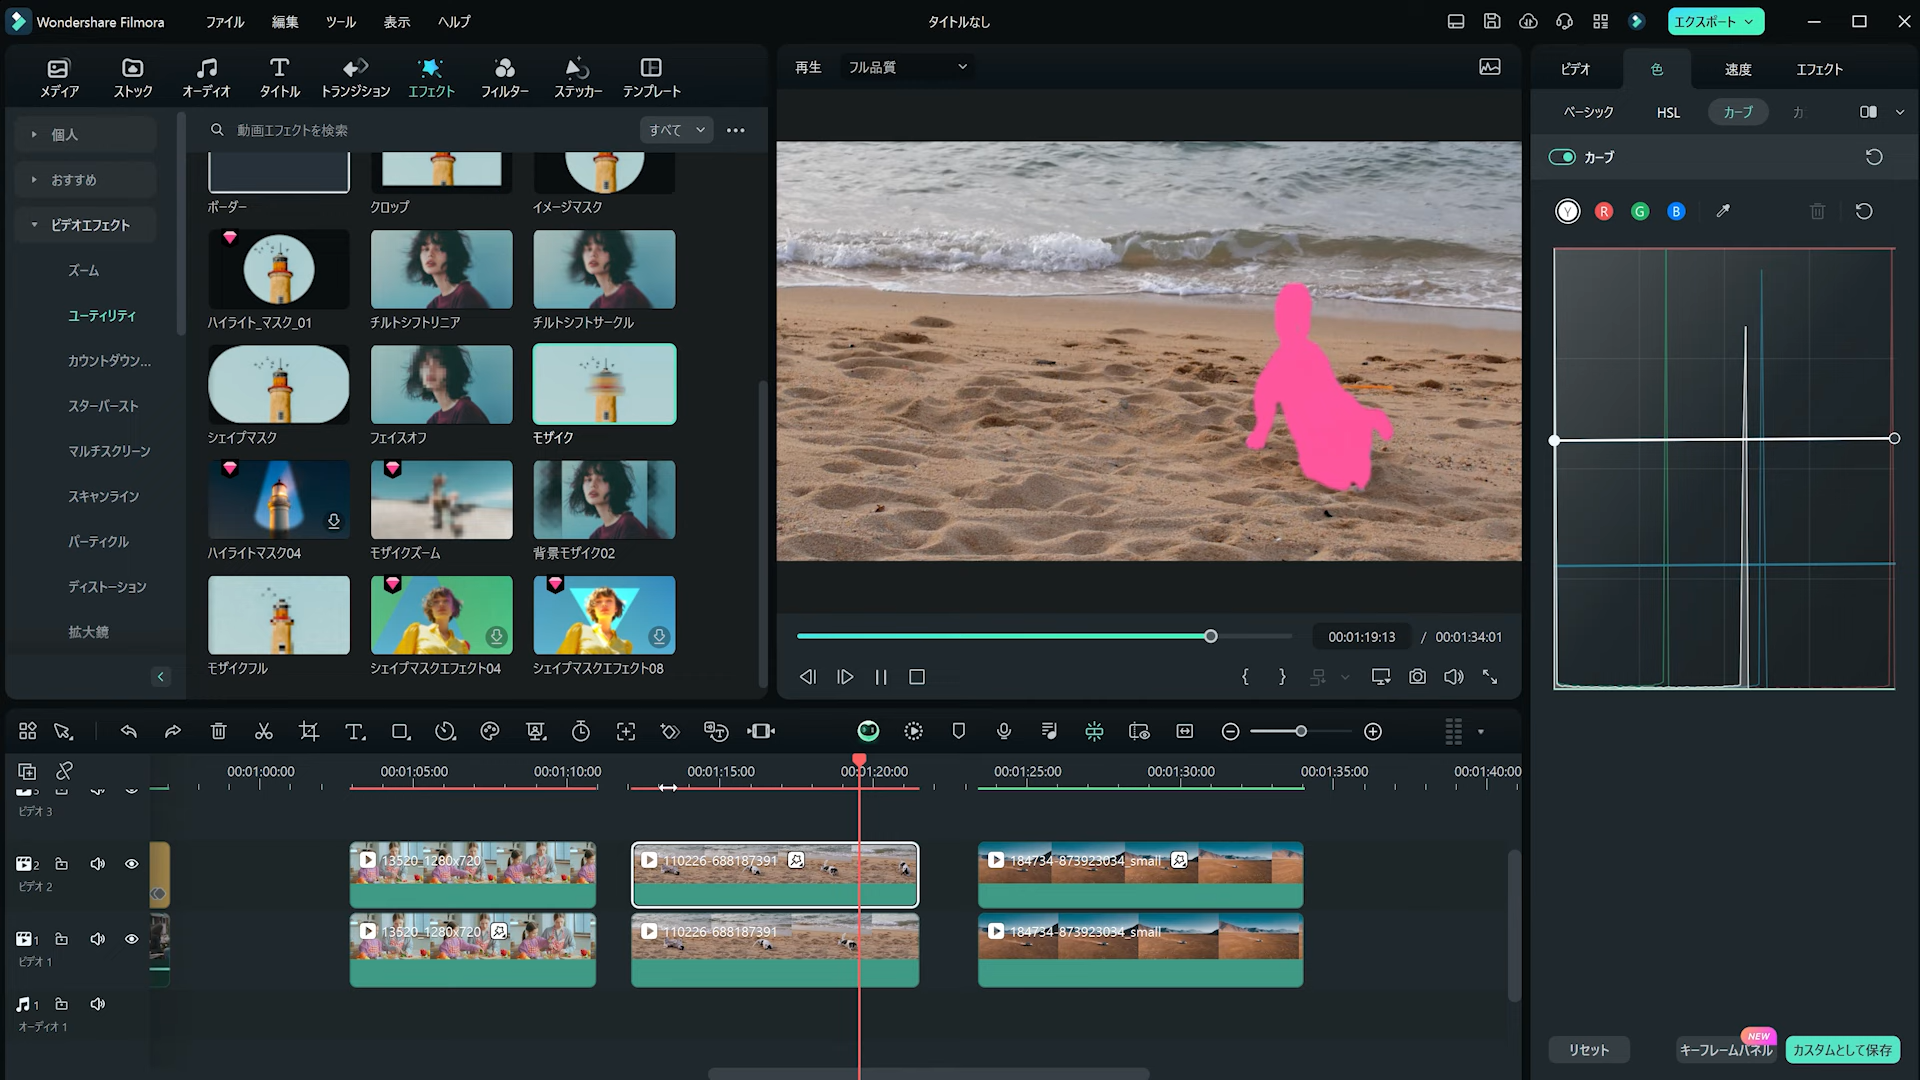 Wondershare Filmora
ファイル
編集
ツール
表示
ヘルプ
タイトルなし
エクスポート
メディア
ストック
オーディオ
タイトル
トランジション
エフェクト
フィルター
ステッカー
テンプレート
再生
フル品質
ビデオ
色
速度
エフェクト
ベーシック
HSL
カーブ
カ
カーブ
Y
R
G
B
個人
おすすめ
ビデオエフェクト
ズーム
ユーティリティ
カウントダウン...
スターバースト
マルチスクリーン
スキャンライン
パーティクル
ディストーション
拡大鏡
動画エフェクトを検索
すべて
ボーダー
クロップ
イメージマスク
ハイライト_マスク_01
チルトシフトリニア
チルトシフトサークル
シェイプマスク
フェイスオフ
モザイク
ハイライトマスク04
モザイクズーム
背景モザイク02
モザイクフル
シェイプマスクエフェクト04
シェイプマスクエフェクト08
00:01:19:13 / 00:01:34:01
{ }
00:01:00:00
00:01:05:00
00:01:10:00
00:01:15:00
00:01:20:00
00:01:25:00
00:01:30:00
00:01:35:00
00:01:40:00
ビデオ 3
2
ビデオ 2
13520_1280x720
110226-688187391
184734-873923034_small
1
ビデオ 1
13520_1280x720
110226-688187391
184734-873923034_small
1
オーディオ 1
リセット
NEW
キーフレームパネル
カスタムとして保存